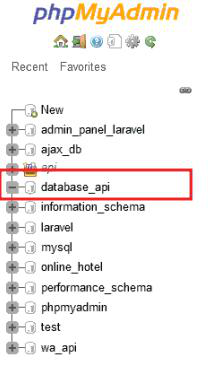 phpMyAdmin
Recent Favorites
New
admin_panel_laravel
ajax_db
api
database_api
information_schema
laravel
mysql
online_hotel
performance_schema
phpmyadmin
test
wa_api